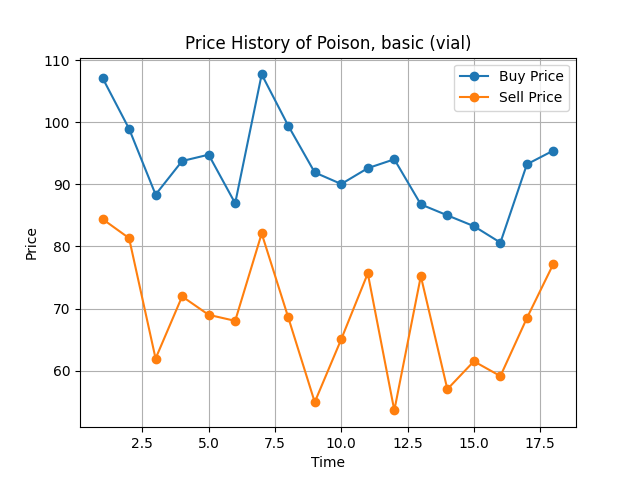 Price History of Poison, basic (vial)
Buy Price
Sell Price
Price
110
100
90
80
70
60
2.5 5.0 7.5 10.0 12.5 15.0 17.5
Time